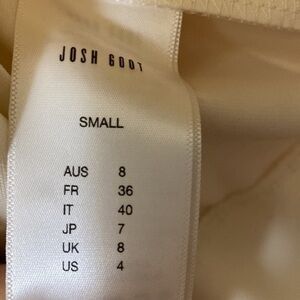 JOSH GOOT
SMALL
AUS 8
FR 36
IT 40
JP 7
UK 8
US 4